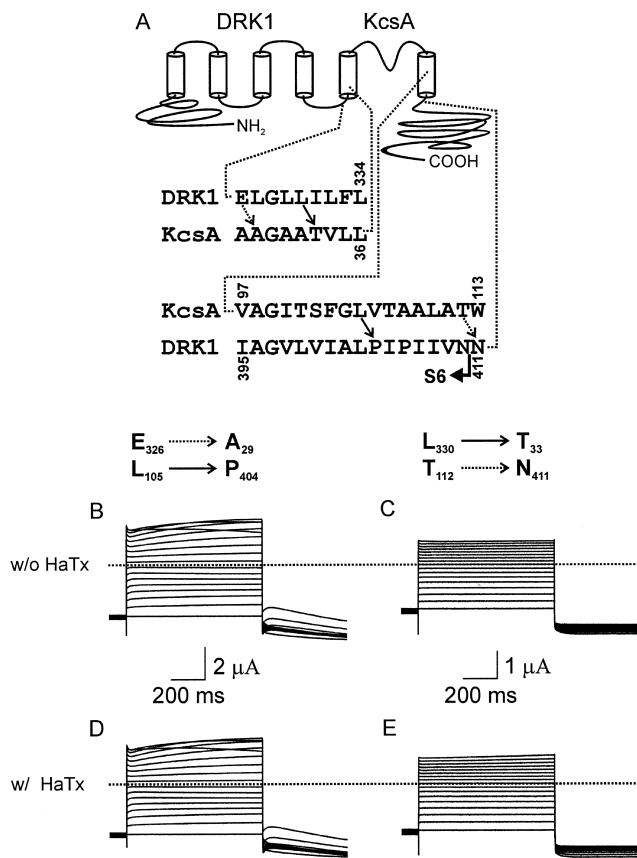 A
DRK1
KcsA
NH2
COOH
334
DRK1 ELGLLILFL
KcsA AAGAATVLL
36
97
113
KcsA VAGITSFGLVTAALATW
DRK1 IAGVLVIALPIPIIVNN
395
411
S6
E326 A29
L105 P404
L330 T33
T112 N411
B
C
w/o HaTx
2 µA
200 ms
1 µA
200 ms
D
E
w/ HaTx